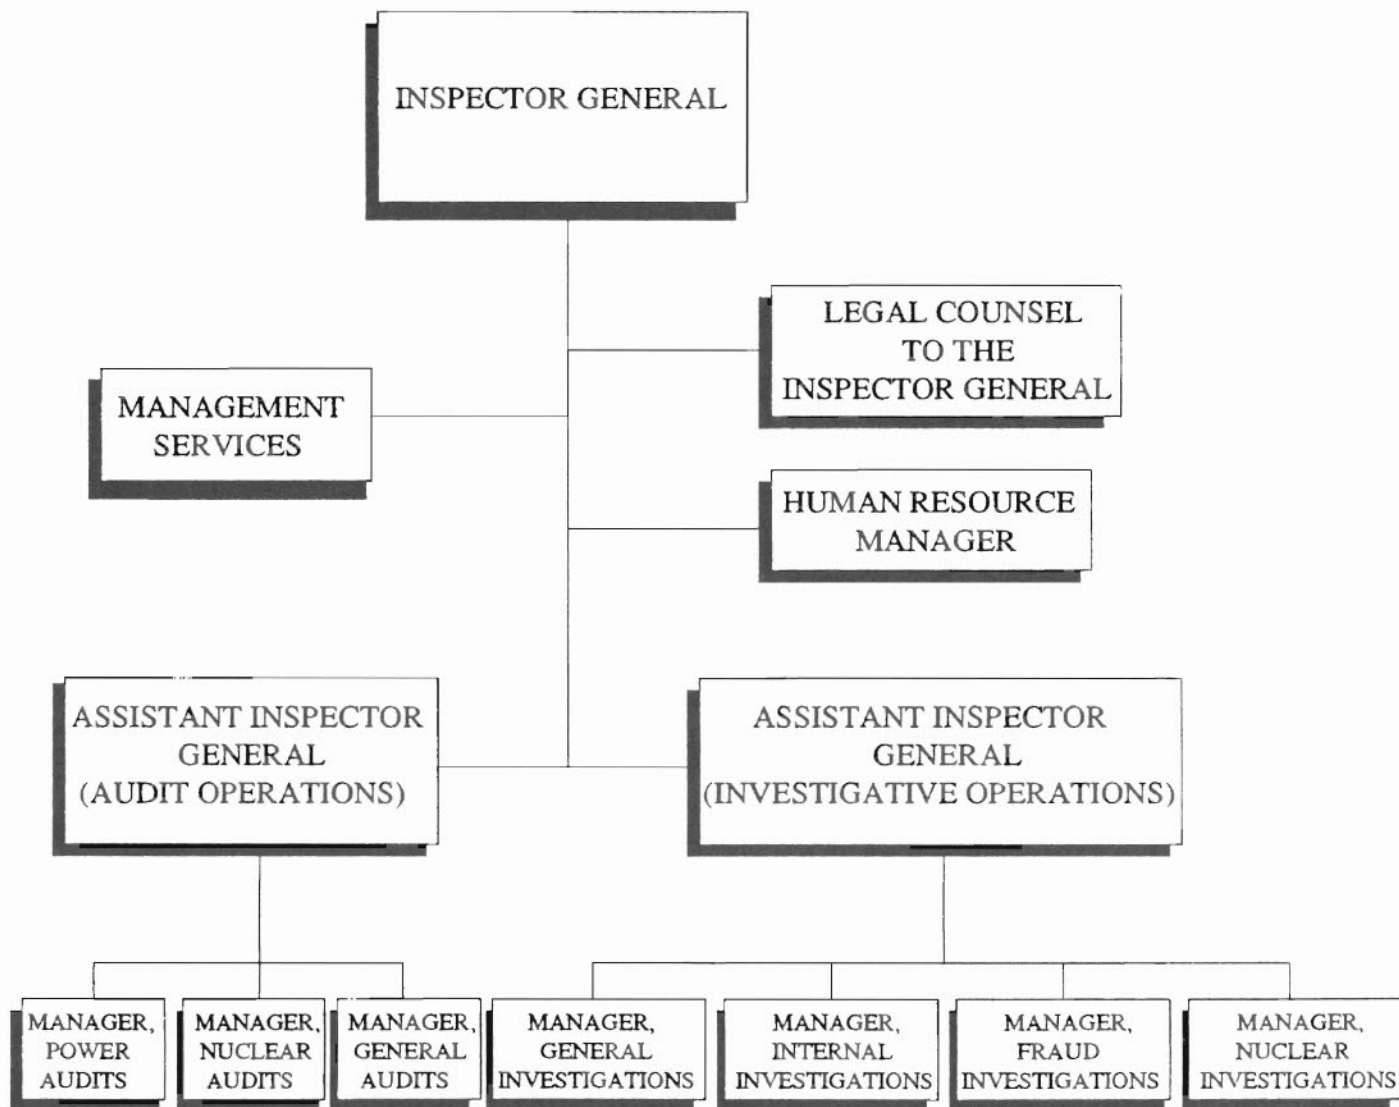 INSPECTOR GENERAL
LEGAL COUNSEL
TO THE
INSPECTOR GENERAL
MANAGEMENT
SERVICES
HUMAN RESOURCE
MANAGER
ASSISTANT INSPECTOR
GENERAL
(AUDIT OPERATIONS)
ASSISTANT INSPECTOR
GENERAL
(INVESTIGATIVE OPERATIONS)
MANAGER,
POWER
AUDITS
MANAGER,
NUCLEAR
AUDITS
MANAGER,
GENERAL
AUDITS
MANAGER,
GENERAL
INVESTIGATIONS
MANAGER,
INTERNAL
INVESTIGATIONS
MANAGER,
FRAUD
INVESTIGATIONS
MANAGER,
NUCLEAR
INVESTIGATIONS